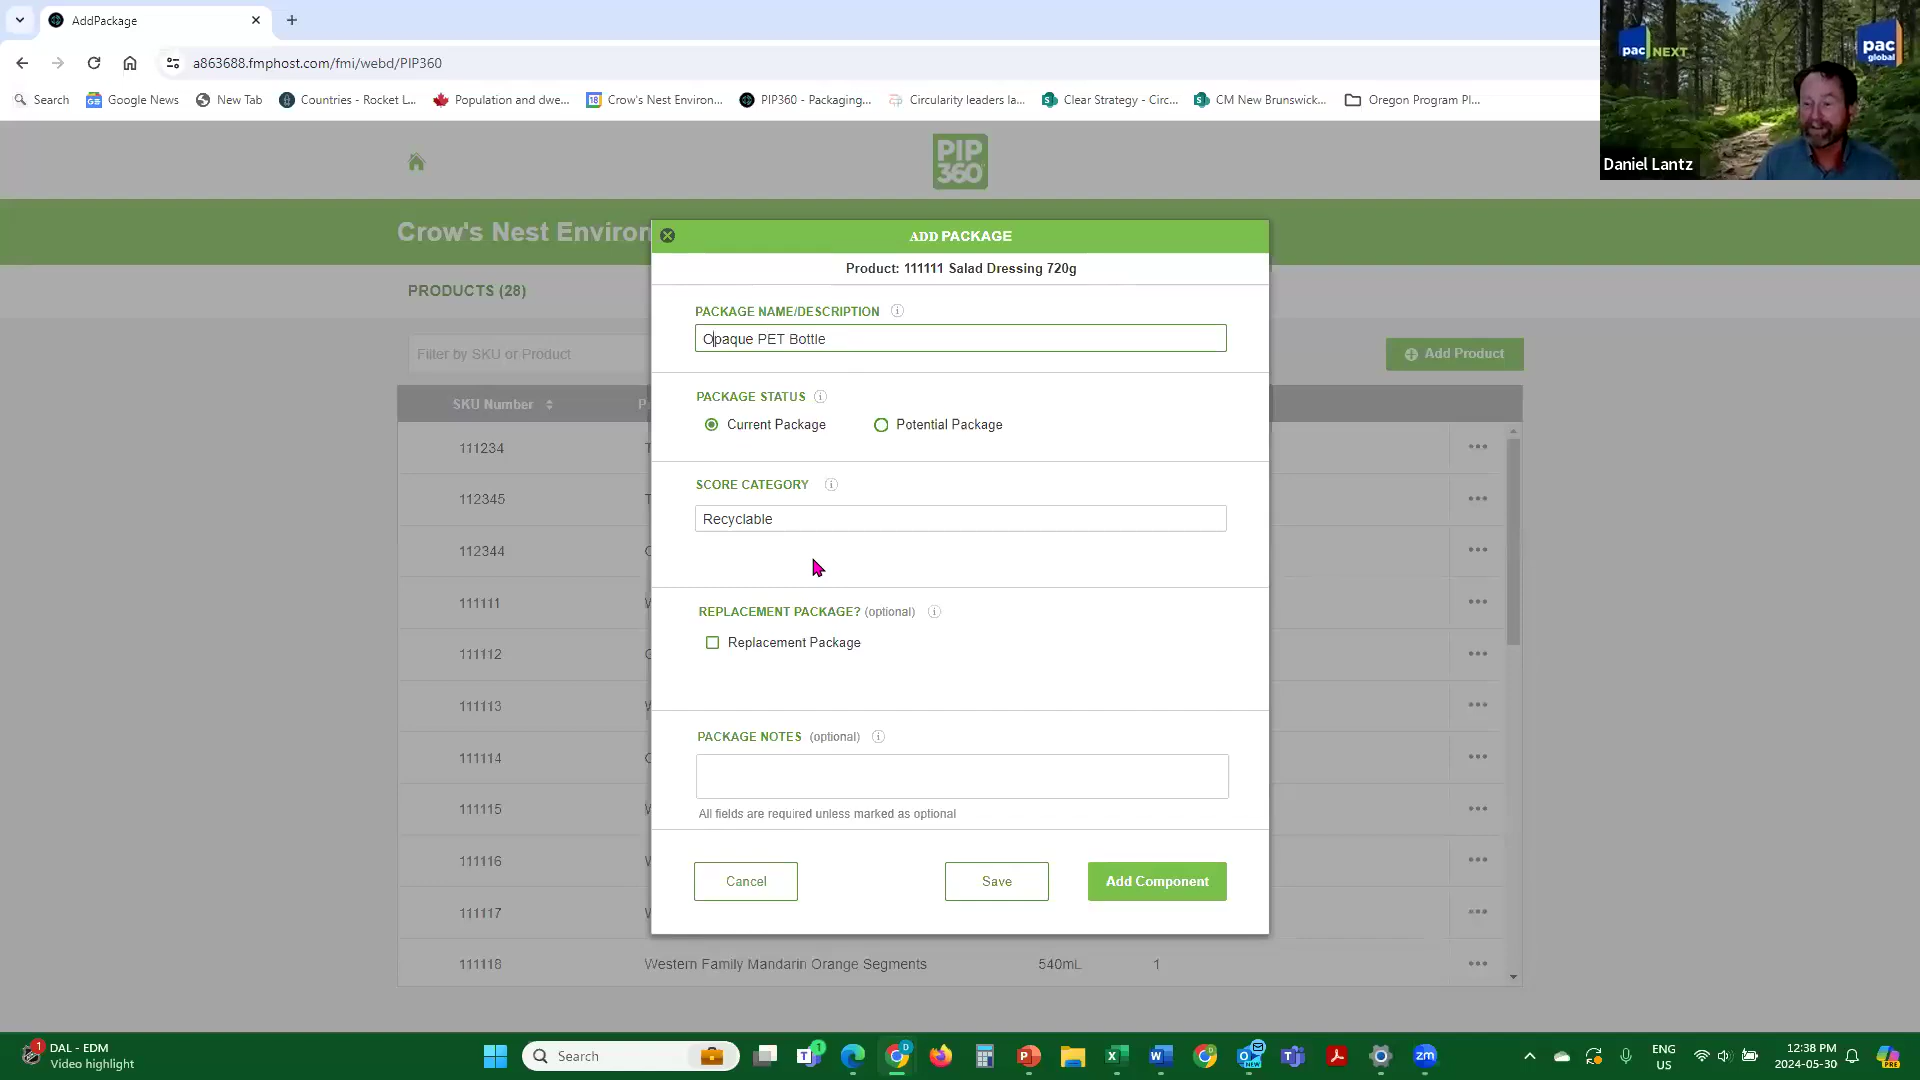 AddPackage
a863688.fmphost.com/fmi/webd/PIP360
Search
Google News
New Tab
Countries - Rocket L...
Population and dwe...
Crow's Nest Environ...
PIP360 - Packaging,...
Circularity leaders la...
Clear Strategy - Circ...
CM New Brunswick...
Oregon Program Pl...
pac NEXT
pac global
Daniel Lantz
PIP
360
Crow's Nest Environ
PRODUCTS (28)
Filter by SKU or Product
Add Product
SKU Number
111234
112345
112344
111111
111112
111113
111114
111115
111116
111117
111118 Western Family Mandarin Orange Segments 540mL 1
ADD PACKAGE
Product: 111111 Salad Dressing 720g
PACKAGE NAME/DESCRIPTION
Opaque PET Bottle
PACKAGE STATUS
Current Package Potential Package
SCORE CATEGORY
Recyclable
REPLACEMENT PACKAGE? (optional)
Replacement Package
PACKAGE NOTES (optional)
All fields are required unless marked as optional
Cancel Save Add Component
1
DAL - EDM
Video highlight
Search
1
zm
ENG
US
12:38 PM
2024-05-30